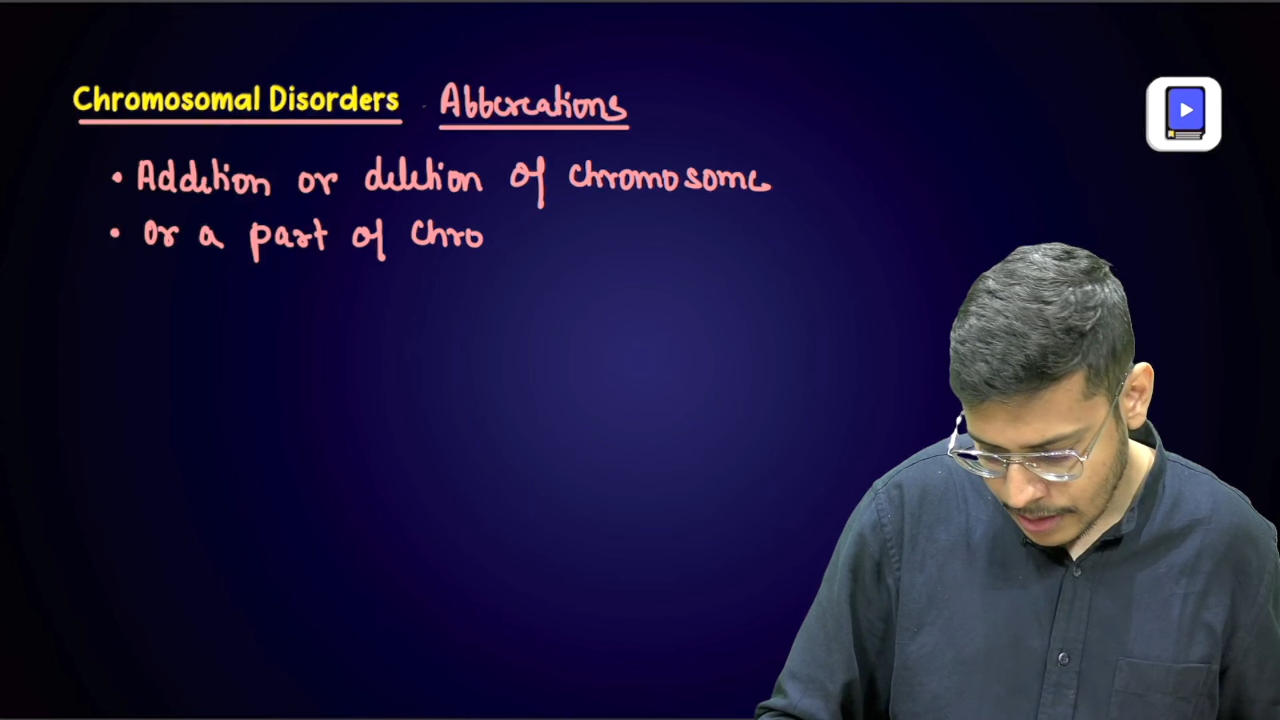 Chromosomal Disorders Abberations
• Addition or deletion of chromosome
• or a part of chro